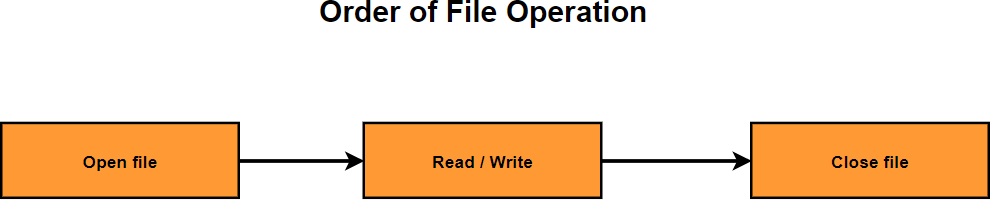 Order of File Operation
Open file
Read / Write
Close file